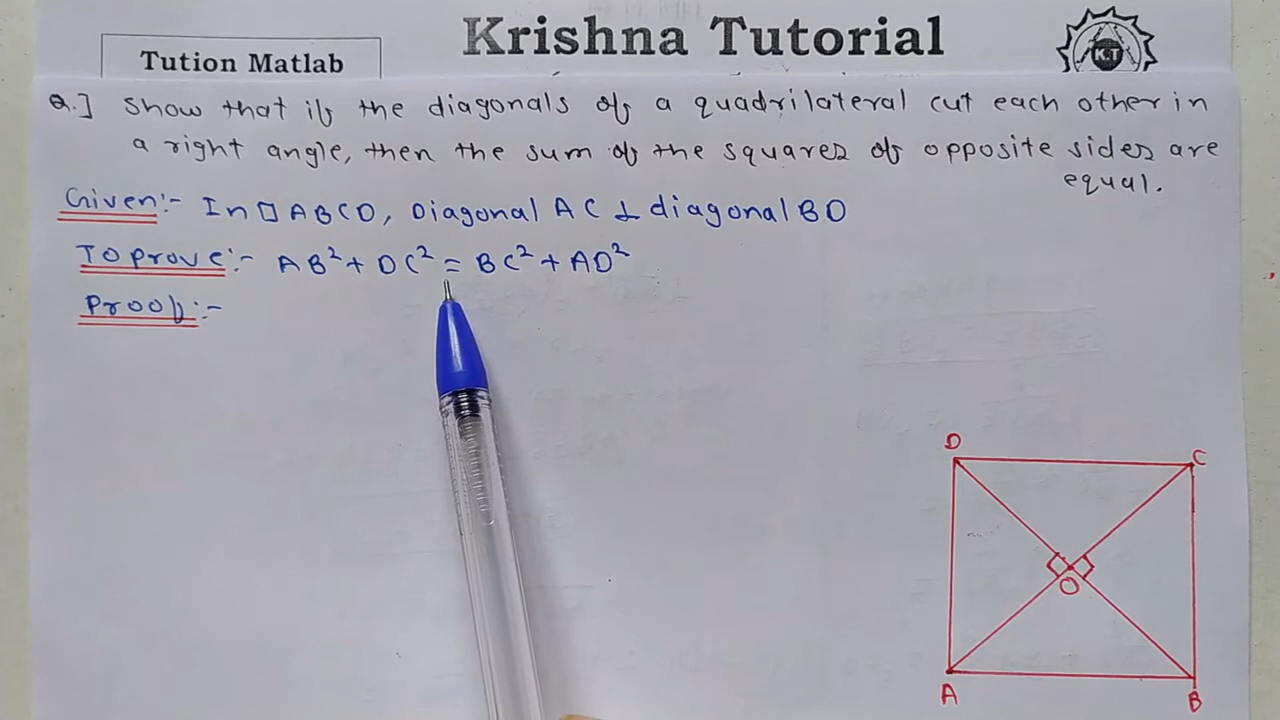 Krishna Tutorial
Tution Matlab
K.T
Q.] Show that if the diagonals of a quadrilateral cut each other in
a right angle, then the sum of the squares of opposite sides are
equal.
Given:- In □ABCD, Diagonal AC ⊥ diagonal BD
To prove:- AB² + DC² = BC² + AD²
Proof:-
D
C
O
A
B